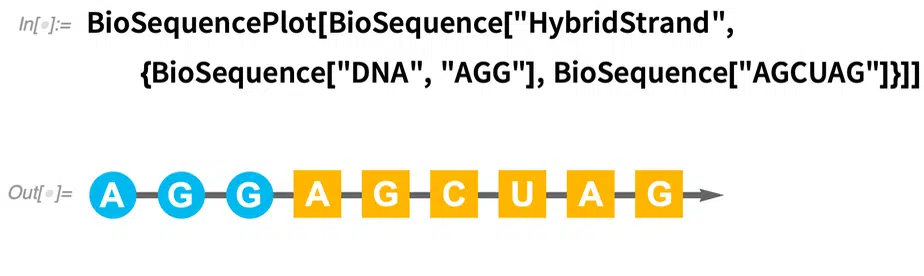 In[•]:= BioSequencePlot[BioSequence["HybridStrand",
{BioSequence["DNA", "AGG"], BioSequence["AGCUAG"]}]]
Out[•]= A G G A G C U A G